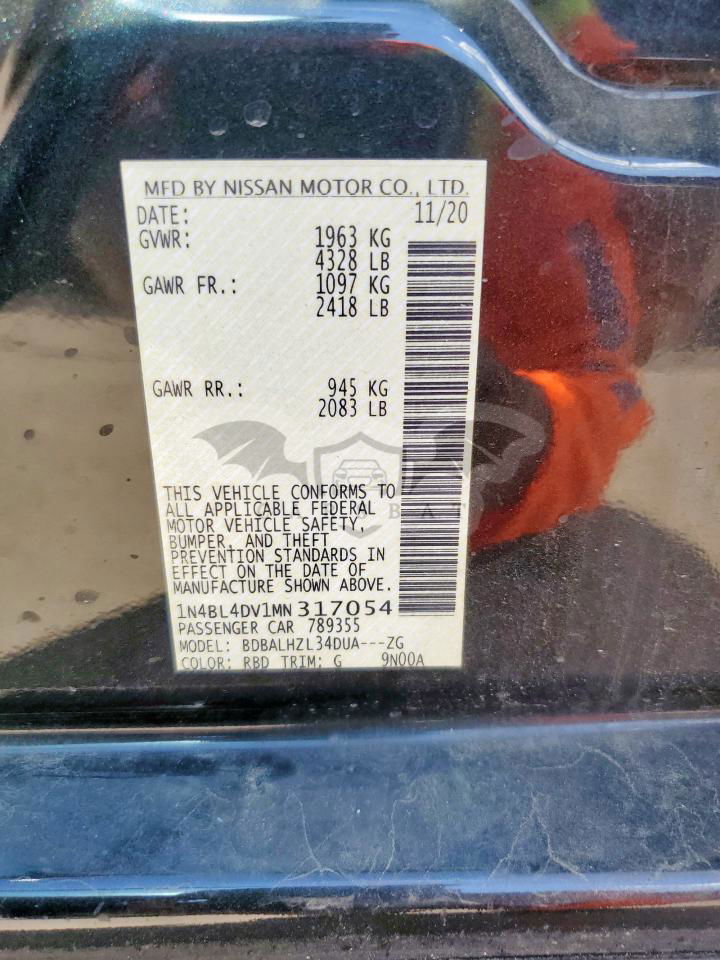 MFD BY NISSAN MOTOR CO., LTD.
DATE: 11/20
GVWR: 1963 KG
4328 LB
GAWR FR.: 1097 KG
2418 LB
GAWR RR.: 945 KG
2083 LB
THIS VEHICLE CONFORMS TO
ALL APPLICABLE FEDERAL
MOTOR VEHICLE SAFETY,
BUMPER, AND THEFT
PREVENTION STANDARDS IN
EFFECT ON THE DATE OF
MANUFACTURE SHOWN ABOVE.
1N4BL4DV1MN317054
PASSENGER CAR 789355
MODEL: BDBALHZL34DUA---ZG
COLOR: RBD TRIM: G 9N00A